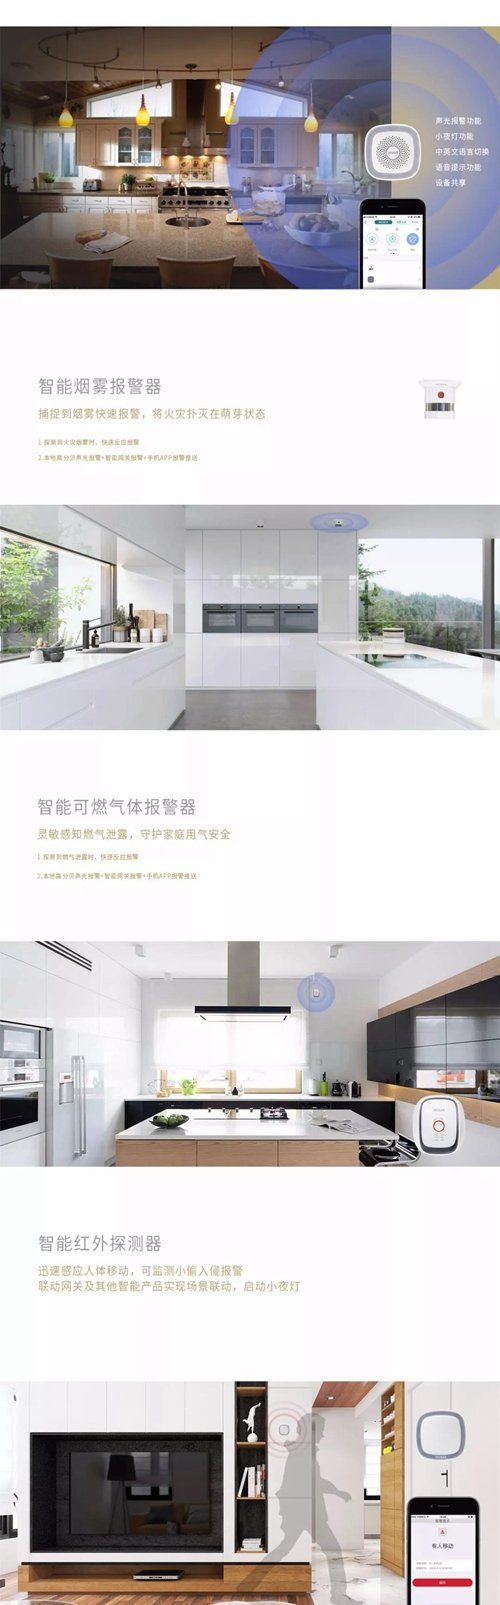 声光报警功能
小夜灯功能
中英文语言切换
语音提示功能
设备共享
智能烟雾报警器
捕捉到烟雾快速报警，将火灾扑灭在萌芽状态
1.探测到火灾烟雾时，快速反应报警
2.本地高分贝声光报警+智能网关报警+手机APP报警推送
智能可燃气体报警器
灵敏感知燃气泄露，守护家庭用气安全
1.探测到燃气泄露时，快速反应报警
2.本地高分贝声光报警+智能网关报警+手机APP报警推送
智能红外探测器
迅速感应人体移动，可监测小偷入侵报警
联动网关及其他智能产品实现场景联动，启动小夜灯
有人移动